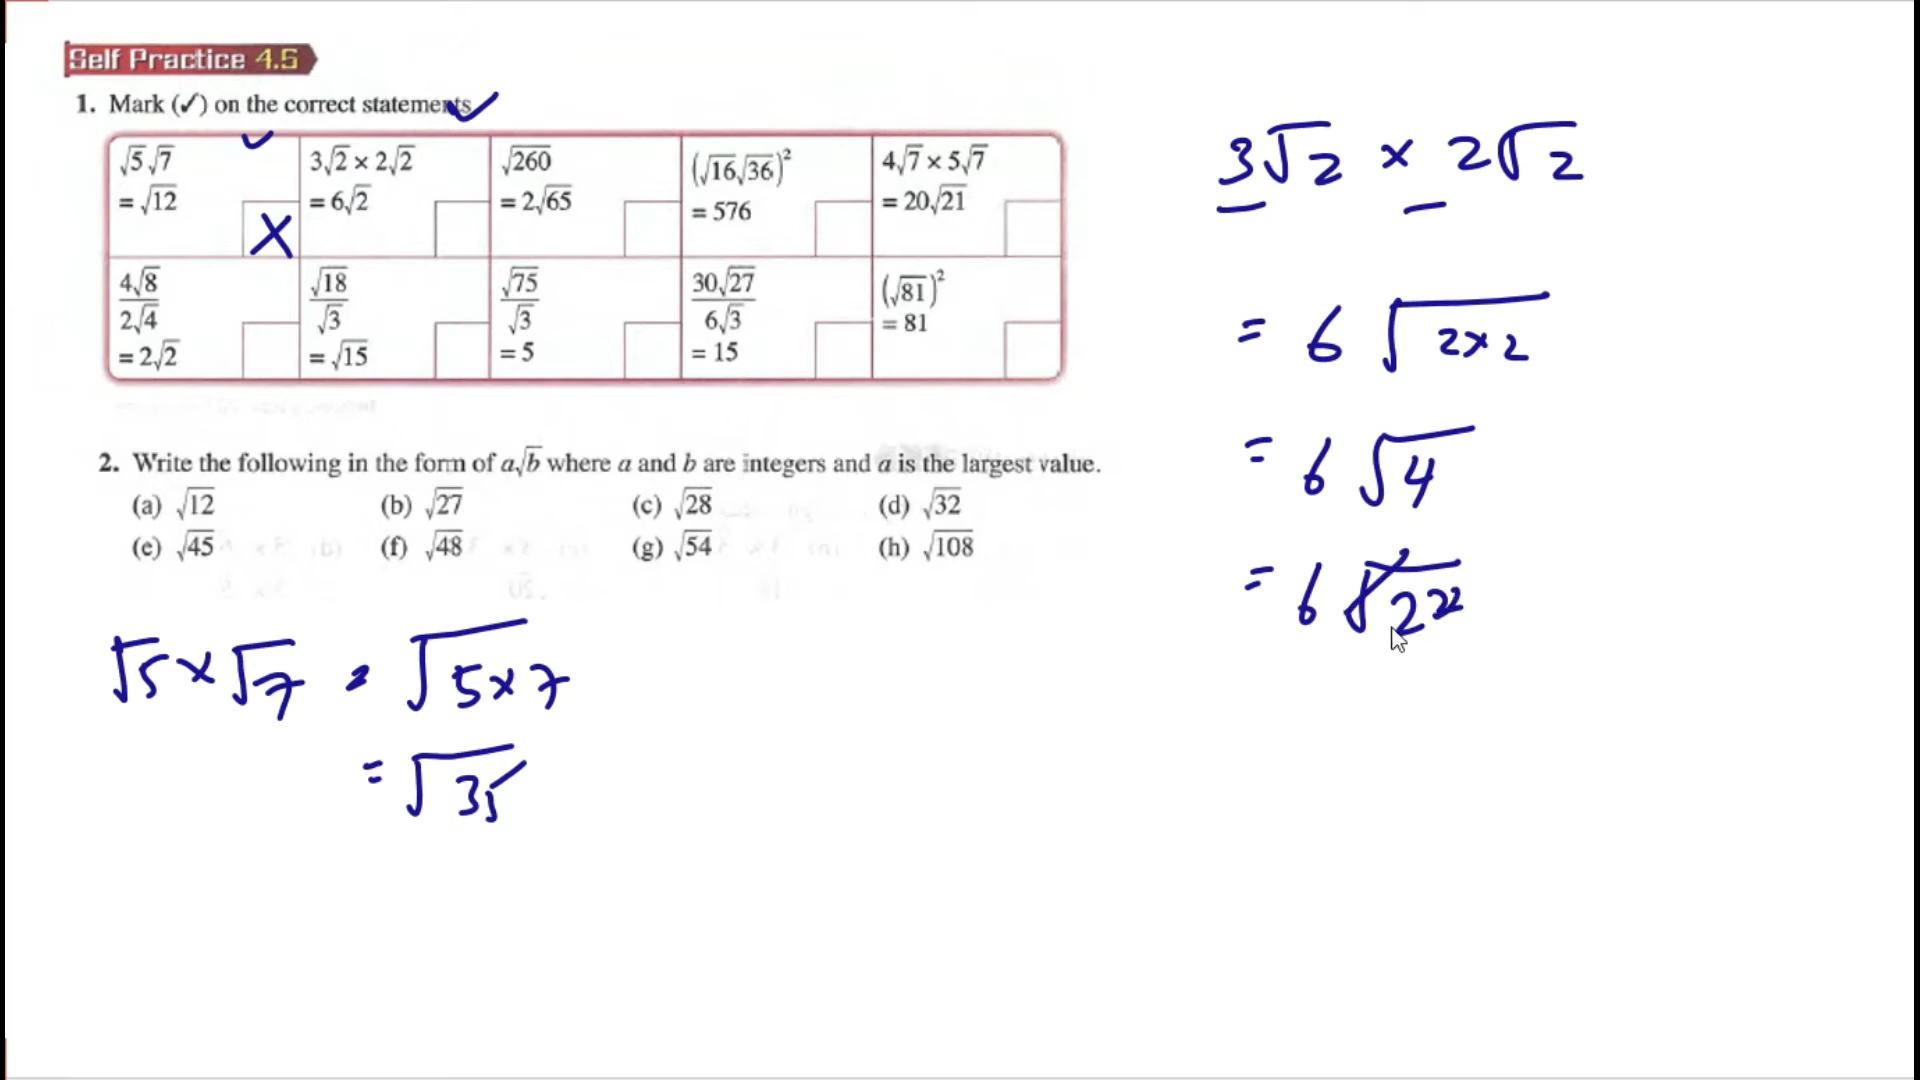 Self Practice 4.5
1. Mark (✓) on the correct statements ✓
√5√7 = √12 ✓ X
3√2 × 2√2 = 6√2
√260 = 2√65
(√16√36)² = 576
4√7 × 5√7 = 20√21
4√8 / 2√4 = 2√2
√18 / √3 = √15
√75 / √3 = 5
30√27 / 6√3 = 15
(√81)² = 81
2. Write the following in the form of a√b where a and b are integers and a is the largest value.
(a) √12 (b) √27 (c) √28 (d) √32
(e) √45 (f) √48 (g) √54 (h) √108
√5 × √7 = √5×7
= √35
3√2 × 2√2
= 6 √2×2
= 6 √4
= 6 √2²